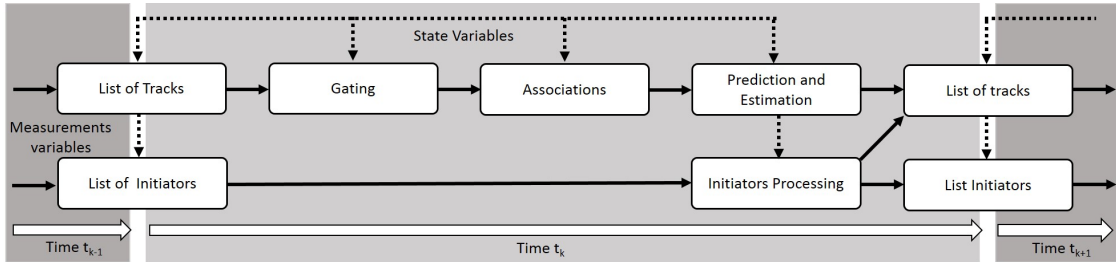 State Variables
List of Tracks
Gating
Associations
Prediction and
Estimation
List of tracks
Measurements
variables
List of Initiators
Initiators Processing
List Initiators
Time tk-1
Time tk
Time tk+1